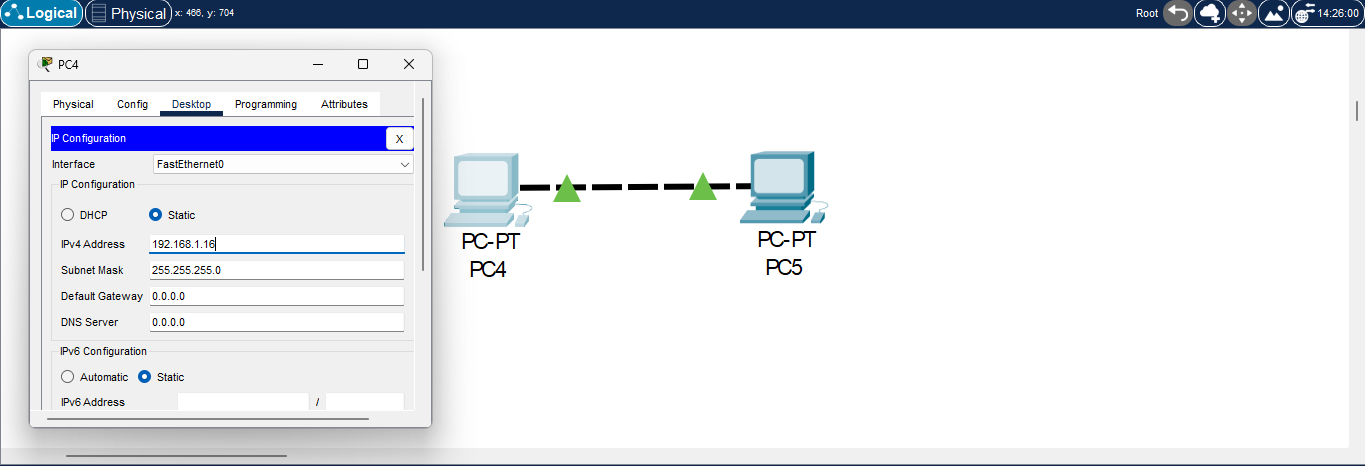 Logical Physical x: 466, y: 704 Root 14:26:00
PC4
Physical Config Desktop Programming Attributes
IP Configuration X
Interface FastEthernet0
IP Configuration
DHCP Static
IPv4 Address 192.168.1.16
Subnet Mask 255.255.255.0
Default Gateway 0.0.0.0
DNS Server 0.0.0.0
IPv6 Configuration
Automatic Static
IPv6 Address /
PC-PT
PC4
PC-PT
PC5